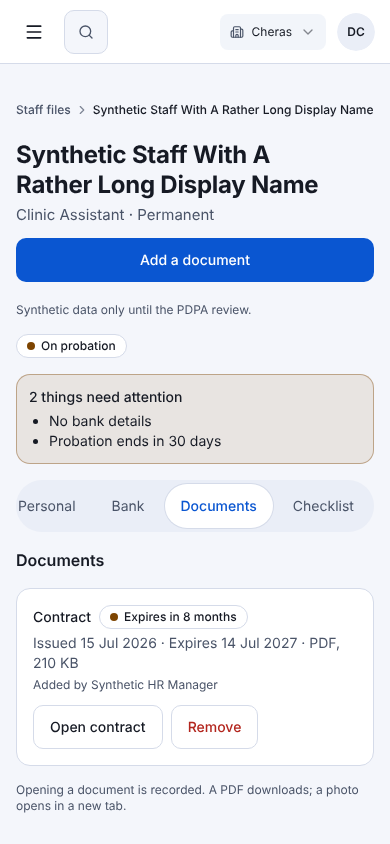 Cheras
DC
Staff files > Synthetic Staff With A Rather Long Display Name
Synthetic Staff With A
Rather Long Display Name
Clinic Assistant · Permanent
Add a document
Synthetic data only until the PDPA review.
On probation
2 things need attention
• No bank details
• Probation ends in 30 days
Personal
Bank
Documents
Checklist
Documents
Contract
Expires in 8 months
Issued 15 Jul 2026 · Expires 14 Jul 2027 · PDF,
210 KB
Added by Synthetic HR Manager
Open contract
Remove
Opening a document is recorded. A PDF downloads; a photo
opens in a new tab.